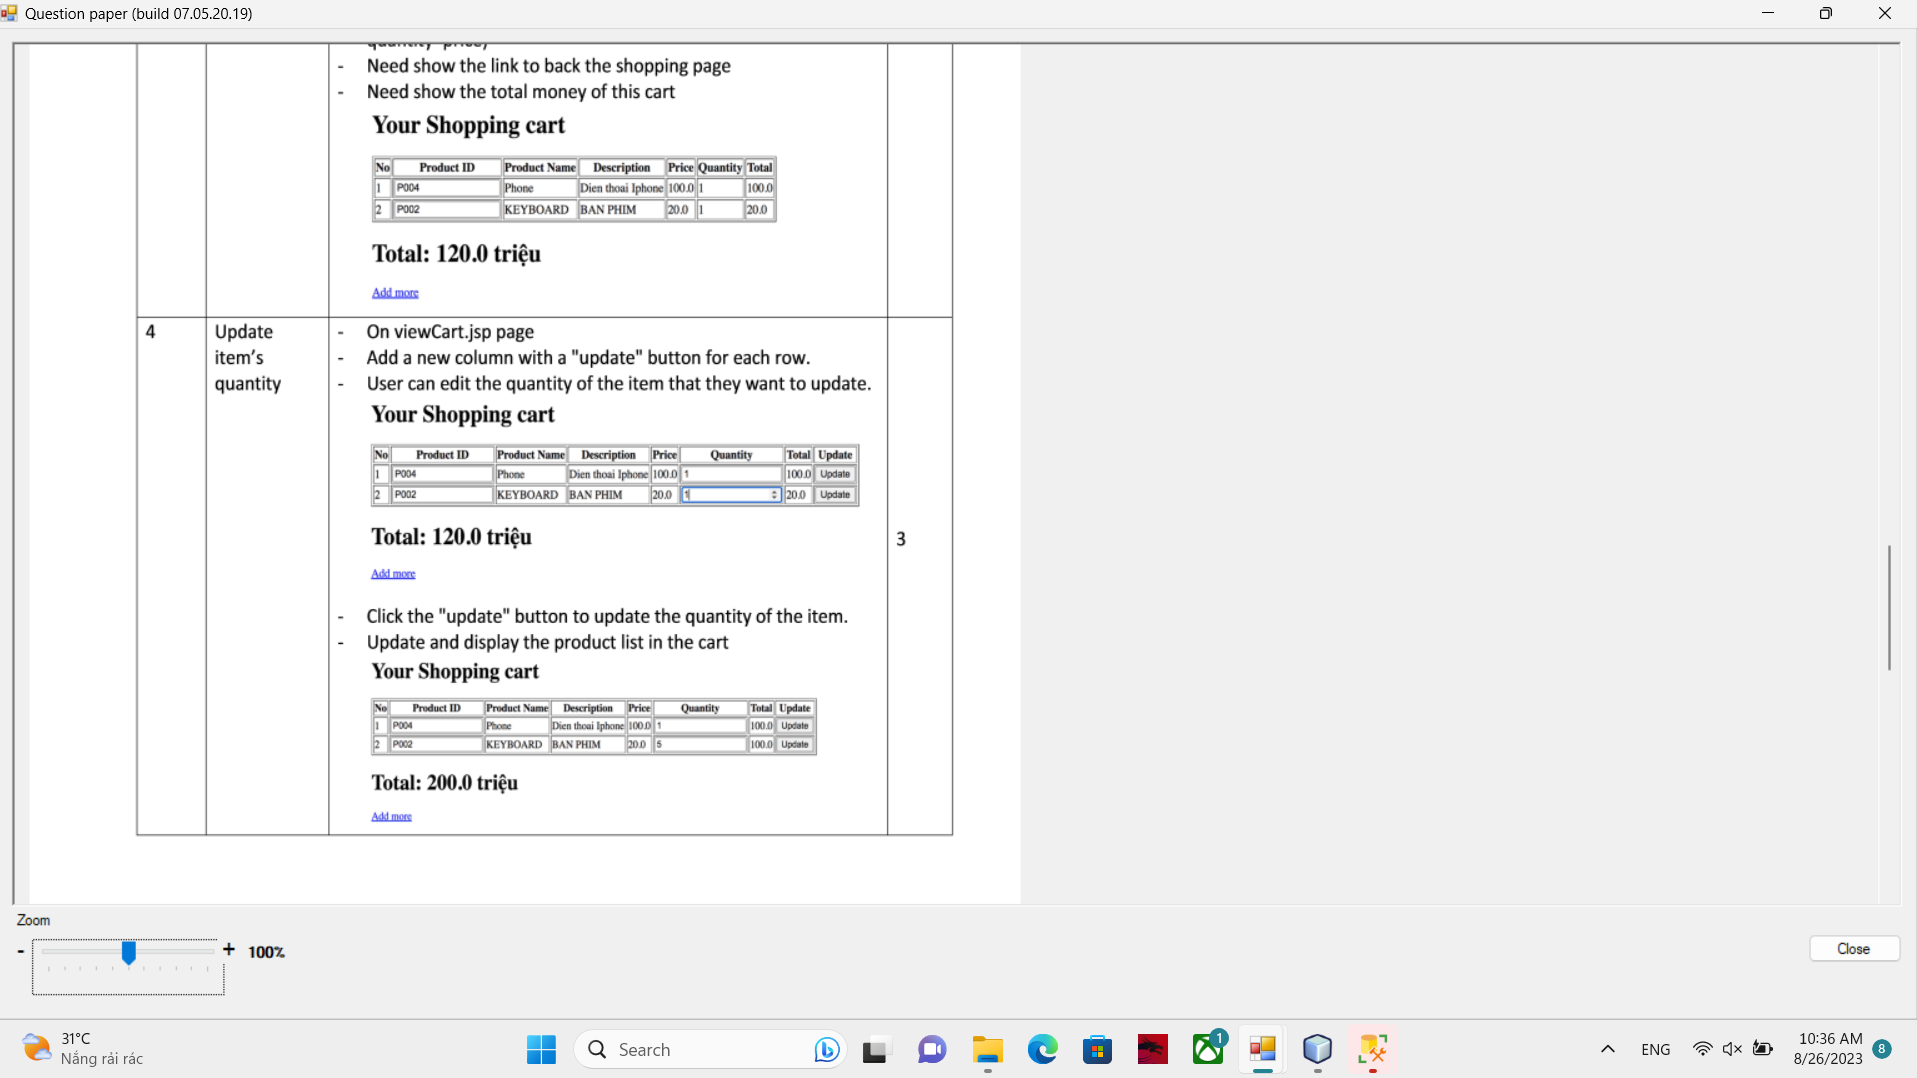 Question paper (build 07.05.20.19)
quantity*price)
- Need show the link to back the shopping page
- Need show the total money of this cart
Your Shopping cart
No Product ID Product Name Description Price Quantity Total
1 P004 Phone Dien thoai Iphone 100.0 1 100.0
2 P002 KEYBOARD BAN PHIM 20.0 1 20.0
Total: 120.0 triệu
Add more
4
Update
item's
quantity
- On viewCart.jsp page
- Add a new column with a "update" button for each row.
- User can edit the quantity of the item that they want to update.
Your Shopping cart
No Product ID Product Name Description Price Quantity Total Update
1 P004 Phone Dien thoai Iphone 100.0 1 100.0 Update
2 P002 KEYBOARD BAN PHIM 20.0 1 20.0 Update
Total: 120.0 triệu
3
Add more
- Click the "update" button to update the quantity of the item.
- Update and display the product list in the cart
Your Shopping cart
No Product ID Product Name Description Price Quantity Total Update
1 P004 Phone Dien thoai Iphone 100.0 1 100.0 Update
2 P002 KEYBOARD BAN PHIM 20.0 5 100.0 Update
Total: 200.0 triệu
Add more
Zoom
- + 100%
Close
31°C
Nắng rải rác
Search
1
ENG
10:36 AM
8/26/2023
8